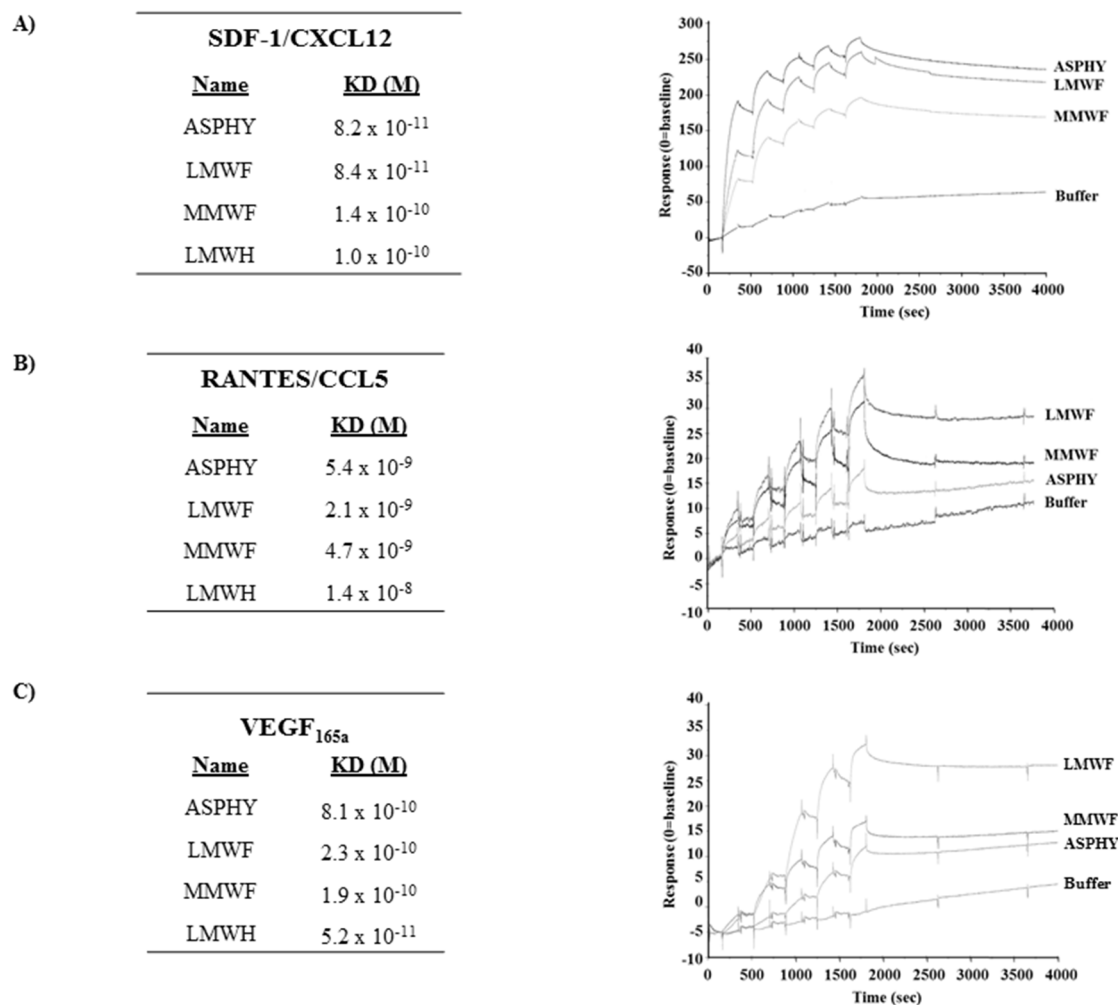 A)
SDF-1/CXCL12
Name KD (M)
ASPHY 8.2 x 10⁻¹¹
LMWF 8.4 x 10⁻¹¹
MMWF 1.4 x 10⁻¹⁰
LMWH 1.0 x 10⁻¹⁰
Response (0=baseline)
300
250
200
150
100
50
0
-50
ASPHY
LMWF
MMWF
Buffer
0 500 1000 1500 2000 2500 3000 3500 4000
Time (sec)
B)
RANTES/CCL5
Name KD (M)
ASPHY 5.4 x 10⁻⁹
LMWF 2.1 x 10⁻⁹
MMWF 4.7 x 10⁻⁹
LMWH 1.4 x 10⁻⁸
Response (0=baseline)
40
35
30
25
20
15
10
5
0
-5
-10
LMWF
MMWF
ASPHY
Buffer
0 500 1000 1500 2000 2500 3000 3500 4000
Time (sec)
C)
VEGF₁₆₅ₐ
Name KD (M)
ASPHY 8.1 x 10⁻¹⁰
LMWF 2.3 x 10⁻¹⁰
MMWF 1.9 x 10⁻¹⁰
LMWH 5.2 x 10⁻¹¹
Response (0=baseline)
40
35
30
25
20
15
10
5
0
-5
-10
LMWF
MMWF
ASPHY
Buffer
0 500 1000 1500 2000 2500 3000 3500 4000
Time (sec)